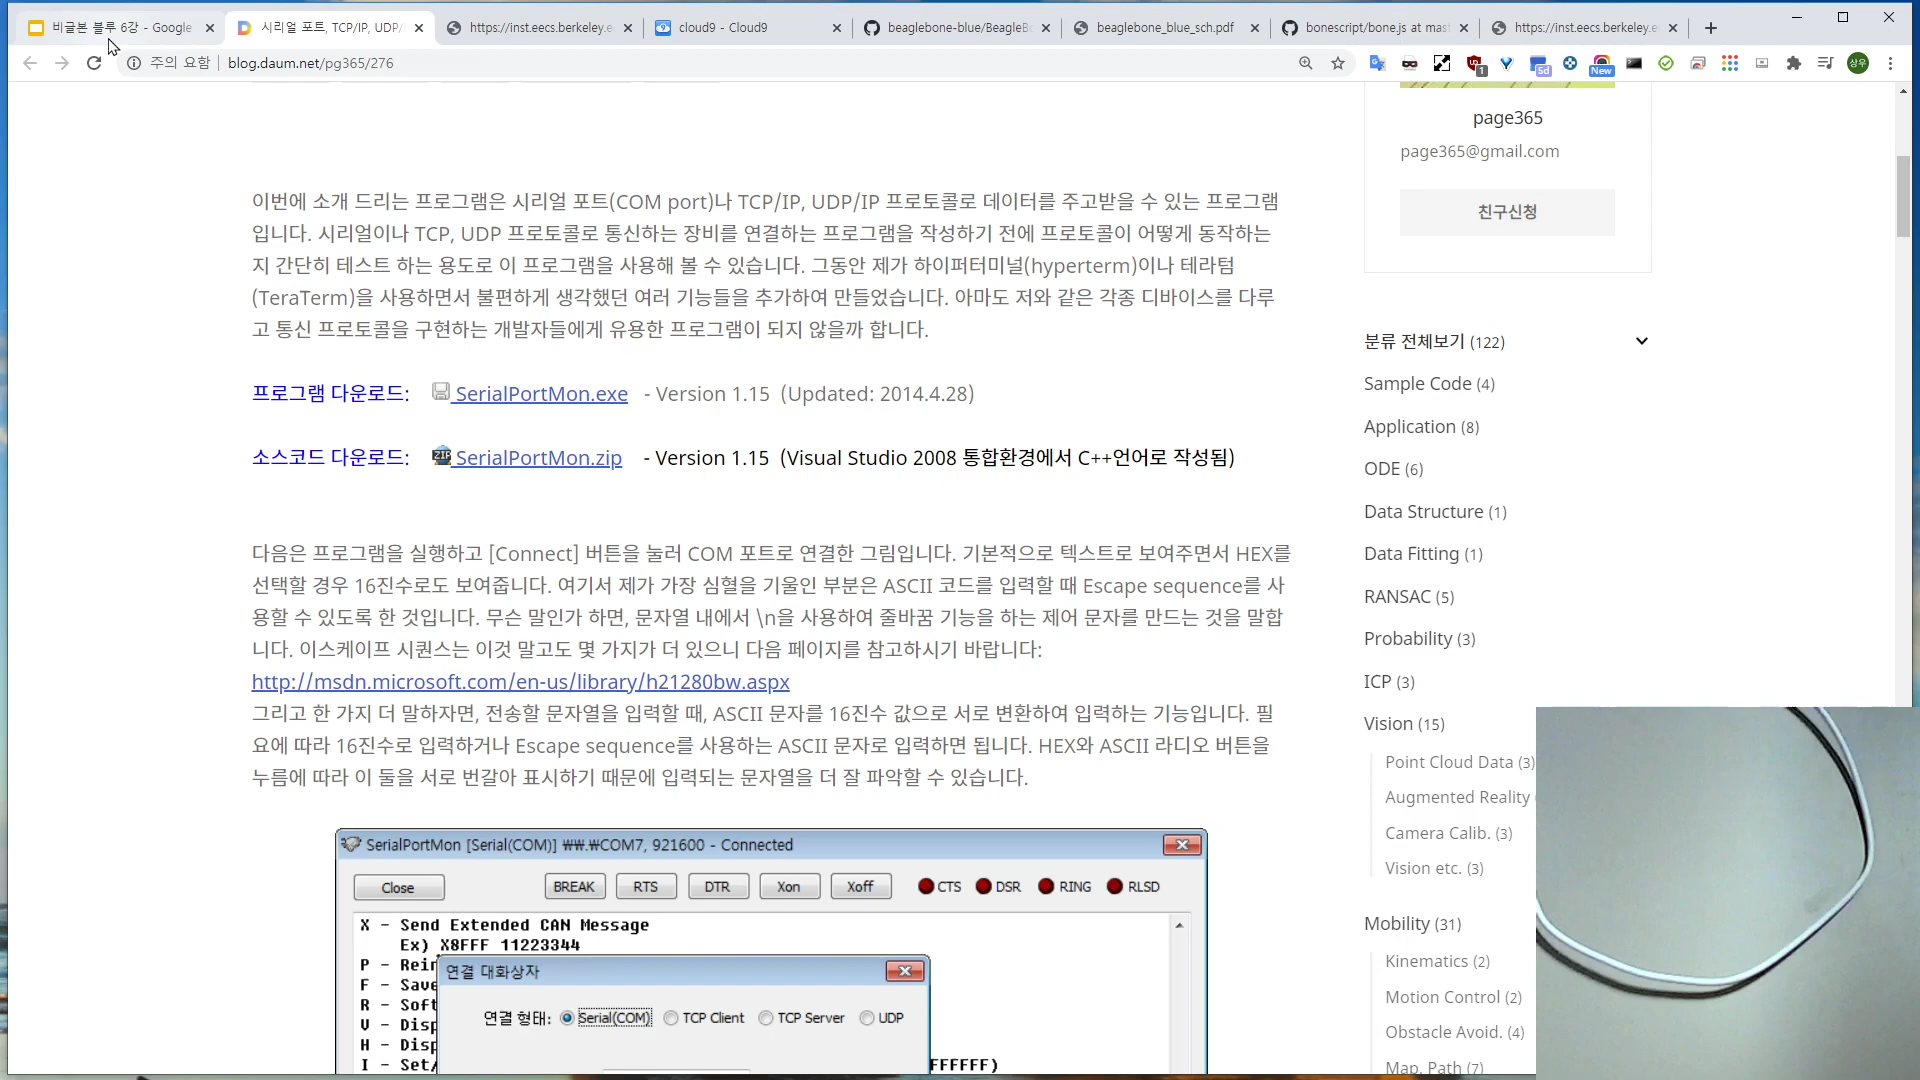 비글본 블루 6강 - Google
시리얼 포트, TCP/IP, UDP/
https://inst.eecs.berkeley.e
cloud9 - Cloud9
beaglebone-blue/BeagleBo
beaglebone_blue_sch.pdf
bonescript/bone.js at mast
https://inst.eecs.berkeley.e
주의 요함
blog.daum.net/pg365/276
1
5d
New
상우
page365
page365@gmail.com
친구신청
이번에 소개 드리는 프로그램은 시리얼 포트(COM port)나 TCP/IP, UDP/IP 프로토콜로 데이터를 주고받을 수 있는 프로그램
입니다. 시리얼이나 TCP, UDP 프로토콜로 통신하는 장비를 연결하는 프로그램을 작성하기 전에 프로토콜이 어떻게 동작하는
지 간단히 테스트 하는 용도로 이 프로그램을 사용해 볼 수 있습니다. 그동안 제가 하이퍼터미널(hyperterm)이나 테라텀
(TeraTerm)을 사용하면서 불편하게 생각했던 여러 기능들을 추가하여 만들었습니다. 아마도 저와 같은 각종 디바이스를 다루
고 통신 프로토콜을 구현하는 개발자들에게 유용한 프로그램이 되지 않을까 합니다.
프로그램 다운로드: SerialPortMon.exe - Version 1.15 (Updated: 2014.4.28)
소스코드 다운로드: ZIP SerialPortMon.zip - Version 1.15 (Visual Studio 2008 통합환경에서 C++언어로 작성됨)
다음은 프로그램을 실행하고 [Connect] 버튼을 눌러 COM 포트로 연결한 그림입니다. 기본적으로 텍스트로 보여주면서 HEX를
선택할 경우 16진수로도 보여줍니다. 여기서 제가 가장 심혈을 기울인 부분은 ASCII 코드를 입력할 때 Escape sequence를 사
용할 수 있도록 한 것입니다. 무슨 말인가 하면, 문자열 내에서 \n을 사용하여 줄바꿈 기능을 하는 제어 문자를 만드는 것을 말합
니다. 이스케이프 시퀀스는 이것 말고도 몇 가지가 더 있으니 다음 페이지를 참고하시기 바랍니다:
http://msdn.microsoft.com/en-us/library/h21280bw.aspx
그리고 한 가지 더 말하자면, 전송할 문자열을 입력할 때, ASCII 문자를 16진수 값으로 서로 변환하여 입력하는 기능입니다. 필
요에 따라 16진수로 입력하거나 Escape sequence를 사용하는 ASCII 문자로 입력하면 됩니다. HEX와 ASCII 라디오 버튼을
누름에 따라 이 둘을 서로 번갈아 표시하기 때문에 입력되는 문자열을 더 잘 파악할 수 있습니다.
SerialPortMon [Serial(COM)] ₩₩.₩COM7, 921600 - Connected
Close BREAK RTS DTR Xon Xoff CTS DSR RING RLSD
X - Send Extended CAN Message
Ex) X8FFF 11223344
P - Rein
F - Save
R - Soft
V - Disp
H - Disp
I - Set/
FFFFFF)
연결 대화상자
연결 형태: Serial(COM) TCP Client TCP Server UDP
분류 전체보기 (122)
Sample Code (4)
Application (8)
ODE (6)
Data Structure (1)
Data Fitting (1)
RANSAC (5)
Probability (3)
ICP (3)
Vision (15)
Point Cloud Data (3)
Augmented Reality
Camera Calib. (3)
Vision etc. (3)
Mobility (31)
Kinematics (2)
Motion Control (2)
Obstacle Avoid. (4)
Map, Path (7)